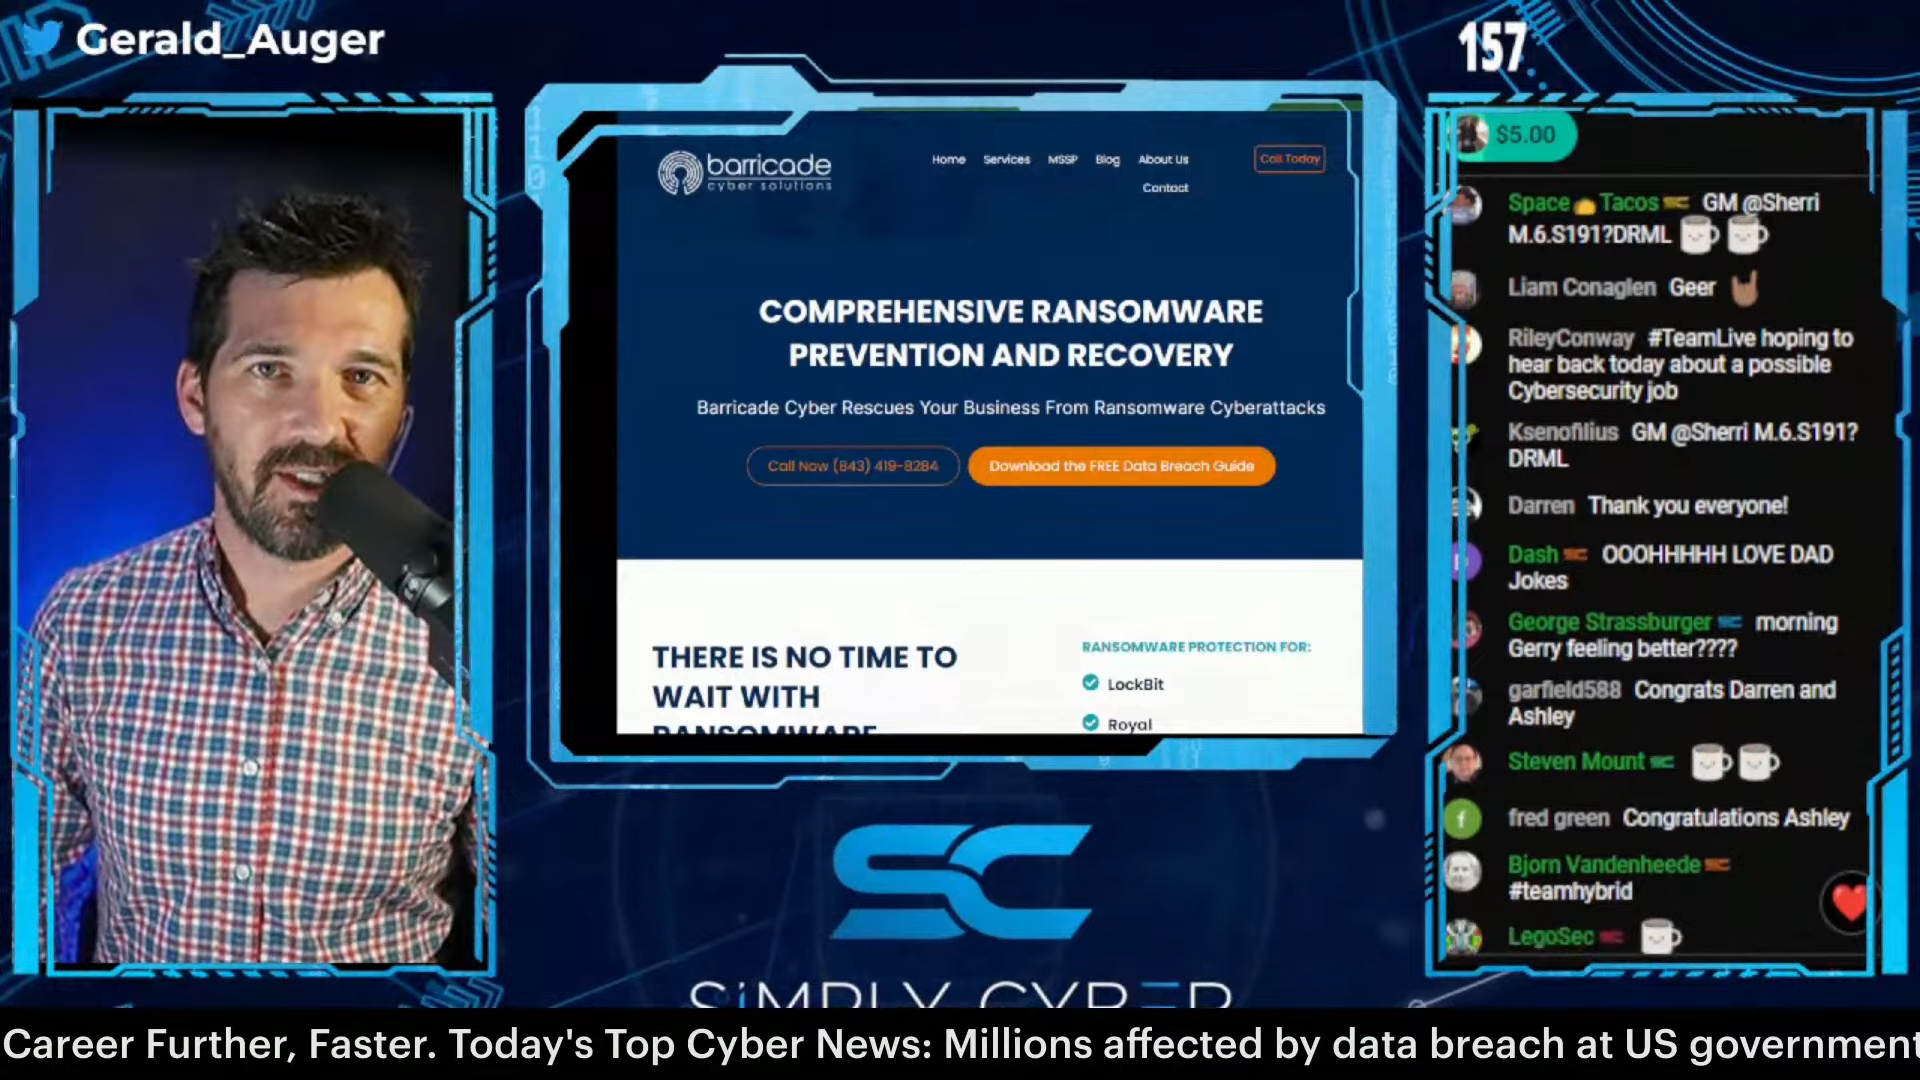 Gerald_Auger
157
barricade
cyber solutions
Home Services MSSP Blog About Us
Contact
Call Today
COMPREHENSIVE RANSOMWARE
PREVENTION AND RECOVERY
Barricade Cyber Rescues Your Business From Ransomware Cyberattacks
Call Now (843) 419-8284
Download the FREE Data Breach Guide
THERE IS NO TIME TO
WAIT WITH
RANSOMWARE
RANSOMWARE PROTECTION FOR:
LockBit
Royal
SC
SIMPLY CYBER
$5.00
Space 🌮 Tacos GM @Sherri
M.6.S191?DRML
Liam Conaglen Geer 🤘🏽
RileyConway #TeamLive hoping to
hear back today about a possible
Cybersecurity job
Ksenofilius GM @Sherri M.6.S191?
DRML
Darren Thank you everyone!
Dash OOOHHHHH LOVE DAD
Jokes
George Strassburger morning
Gerry feeling better????
garfield588 Congrats Darren and
Ashley
Steven Mount
f
fred green Congratulations Ashley
Bjorn Vandenheede
#teamhybrid
LegoSec
Career Further, Faster. Today's Top Cyber News: Millions affected by data breach at US government